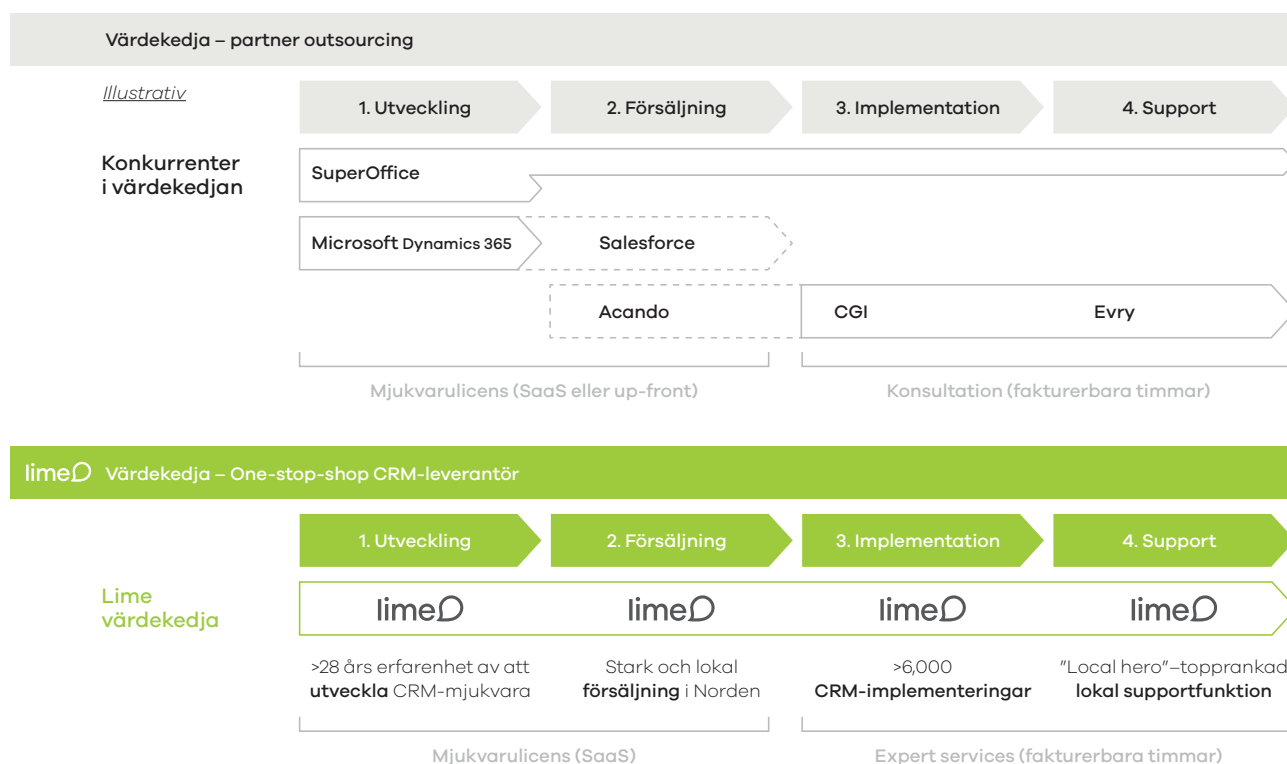 Värdekedja – partner outsourcing
Illustrativ
1. Utveckling
2. Försäljning
3. Implementation
4. Support
Konkurrenter
i värdekedjan
SuperOffice
Microsoft Dynamics 365
Salesforce
Acando
CGI
Evry
Mjukvarulicens (SaaS eller up-front)
Konsultation (fakturerbara timmar)
lime Värdekedja – One-stop-shop CRM-leverantör
1. Utveckling
2. Försäljning
3. Implementation
4. Support
Lime
värdekedja
lime
lime
lime
lime
>28 års erfarenhet av att
utveckla CRM-mjukvara
Stark och lokal
försäljning i Norden
>6,000
CRM-implementeringar
”Local hero”–topprankad
lokal supportfunktion
Mjukvarulicens (SaaS)
Expert services (fakturerbara timmar)